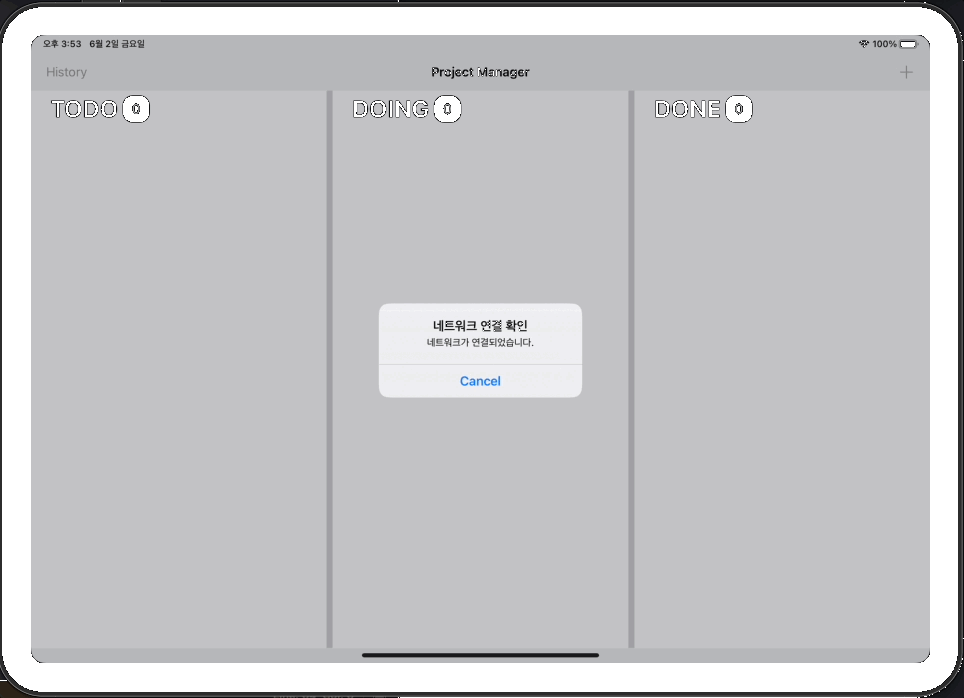 오후 3:53 6월 2일 금요일
100%
History
Project Manager
TODO 0
DOING 0
DONE 0
네트워크 연결 확인
네트워크가 연결되었습니다.
Cancel